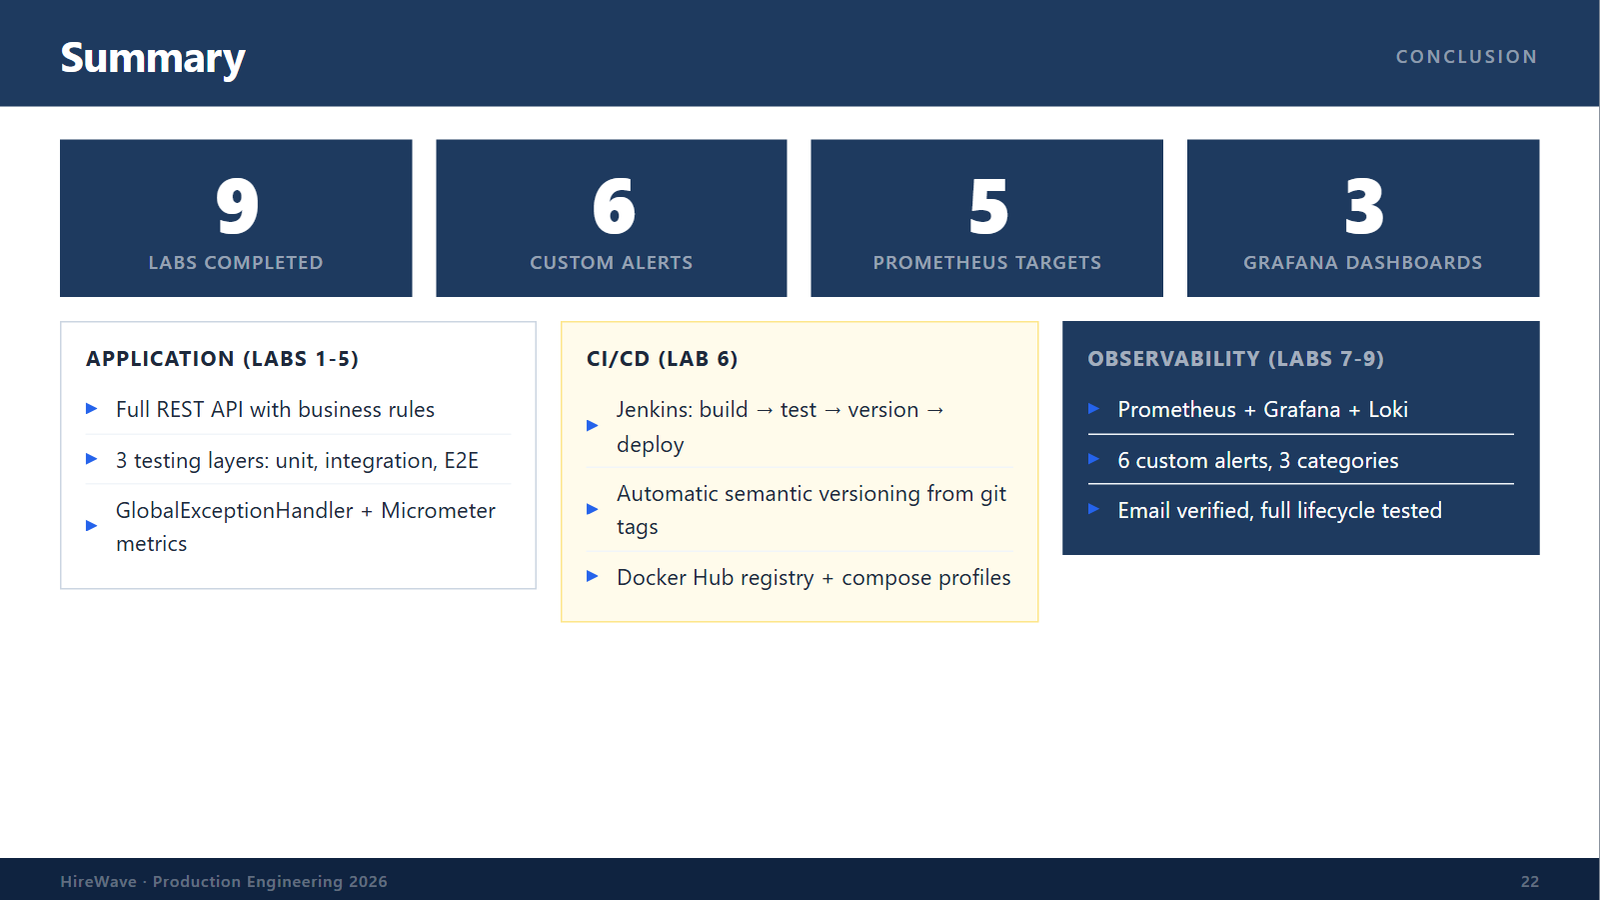 Summary
CONCLUSION
9
LABS COMPLETED
6
CUSTOM ALERTS
5
PROMETHEUS TARGETS
3
GRAFANA DASHBOARDS
APPLICATION (LABS 1-5)
▶ Full REST API with business rules
▶ 3 testing layers: unit, integration, E2E
▶ GlobalExceptionHandler + Micrometer
metrics
CI/CD (LAB 6)
▶ Jenkins: build → test → version →
deploy
▶ Automatic semantic versioning from git
tags
▶ Docker Hub registry + compose profiles
OBSERVABILITY (LABS 7-9)
▶ Prometheus + Grafana + Loki
▶ 6 custom alerts, 3 categories
▶ Email verified, full lifecycle tested
HireWave · Production Engineering 2026
22